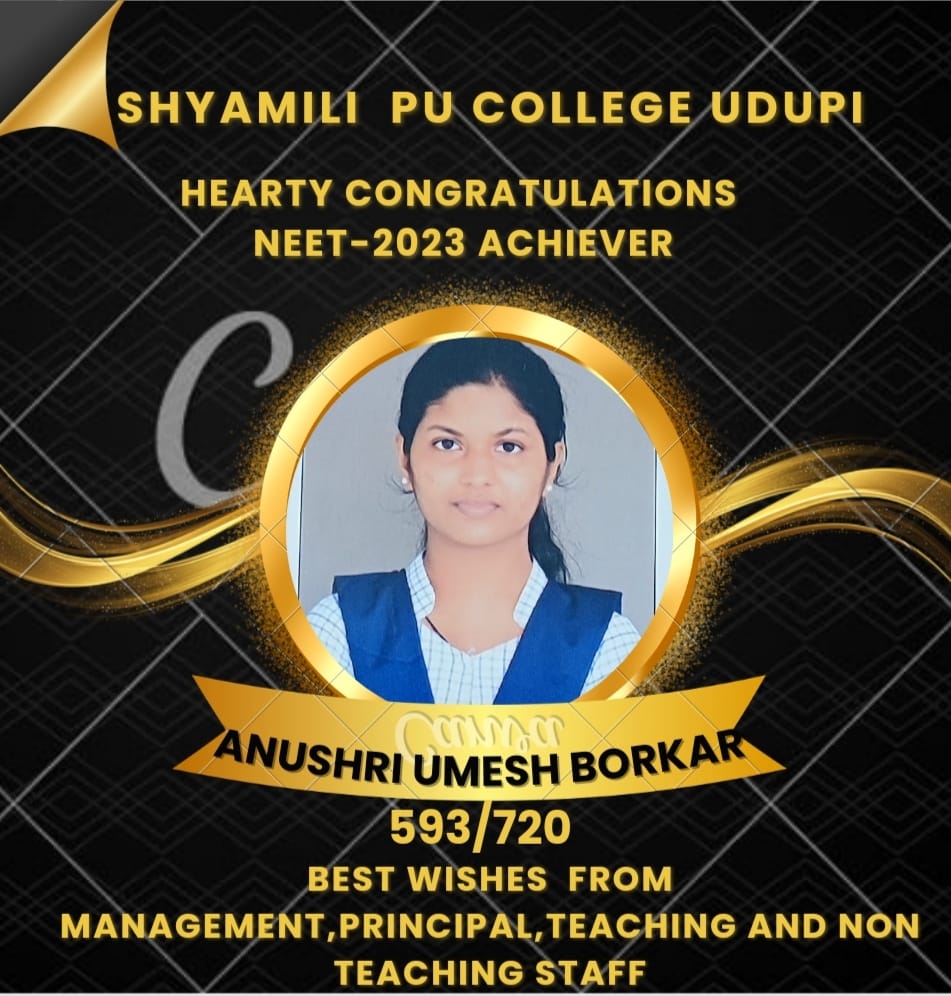 SHYAMILI PU COLLEGE UDUPI
HEARTY CONGRATULATIONS
NEET-2023 ACHIEVER
C
Canva
ANUSHRI UMESH BORKAR
593/720
BEST WISHES FROM
MANAGEMENT,PRINCIPAL,TEACHING AND NON
TEACHING STAFF